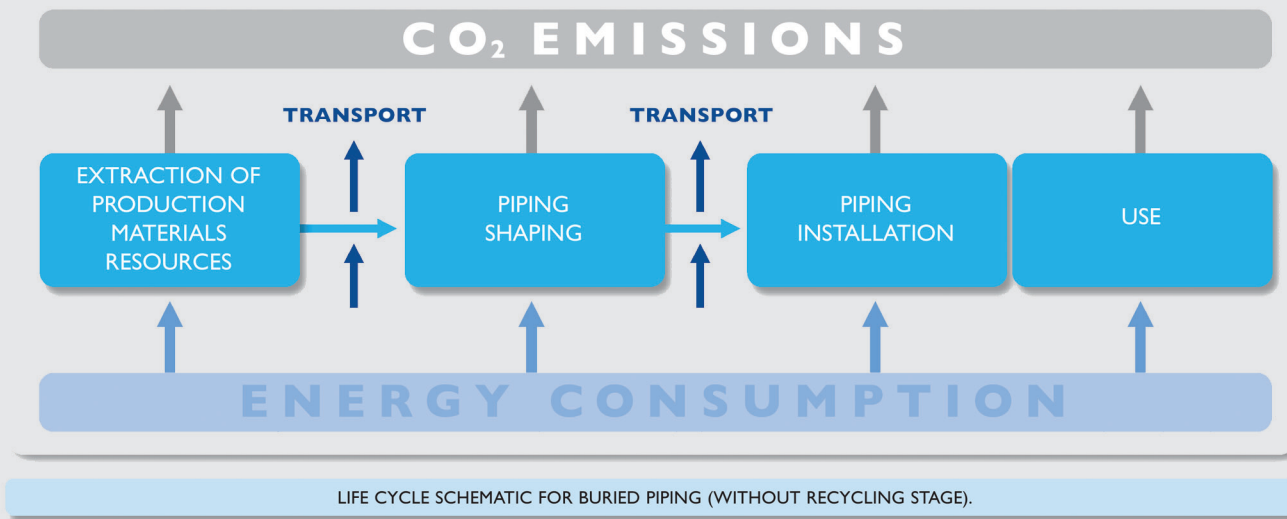 CO₂ EMISSIONS
TRANSPORT
TRANSPORT
EXTRACTION OF
PRODUCTION
MATERIALS
RESOURCES
PIPING
SHAPING
PIPING
INSTALLATION
USE
ENERGY CONSUMPTION
LIFE CYCLE SCHEMATIC FOR BURIED PIPING (WITHOUT RECYCLING STAGE).